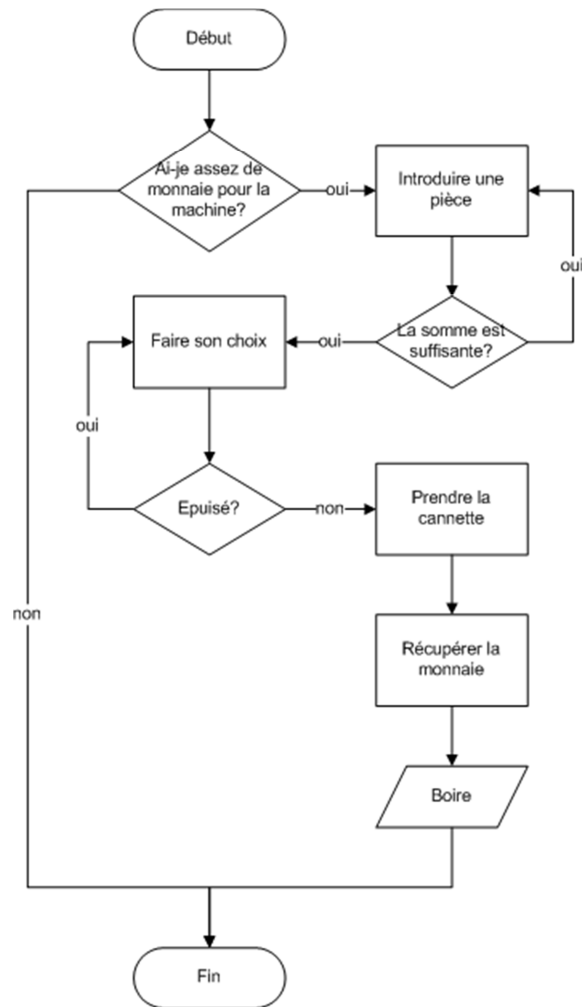 Début
Ai-je assez de
monnaie pour la
machine?
oui
Introduire une
pièce
oui
La somme est
suffisante?
oui
Faire son choix
oui
Epuisé?
non
Prendre la
cannette
non
Récupérer la
monnaie
Boire
Fin